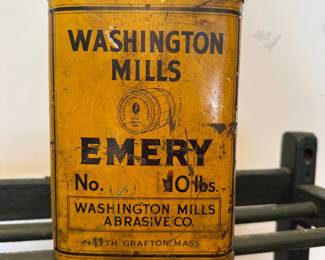 WASHINGTON
MILLS
EMERY
No. 10 lbs.
WASHINGTON MILLS
ABRASIVE CO.
GRAFTON, MASS